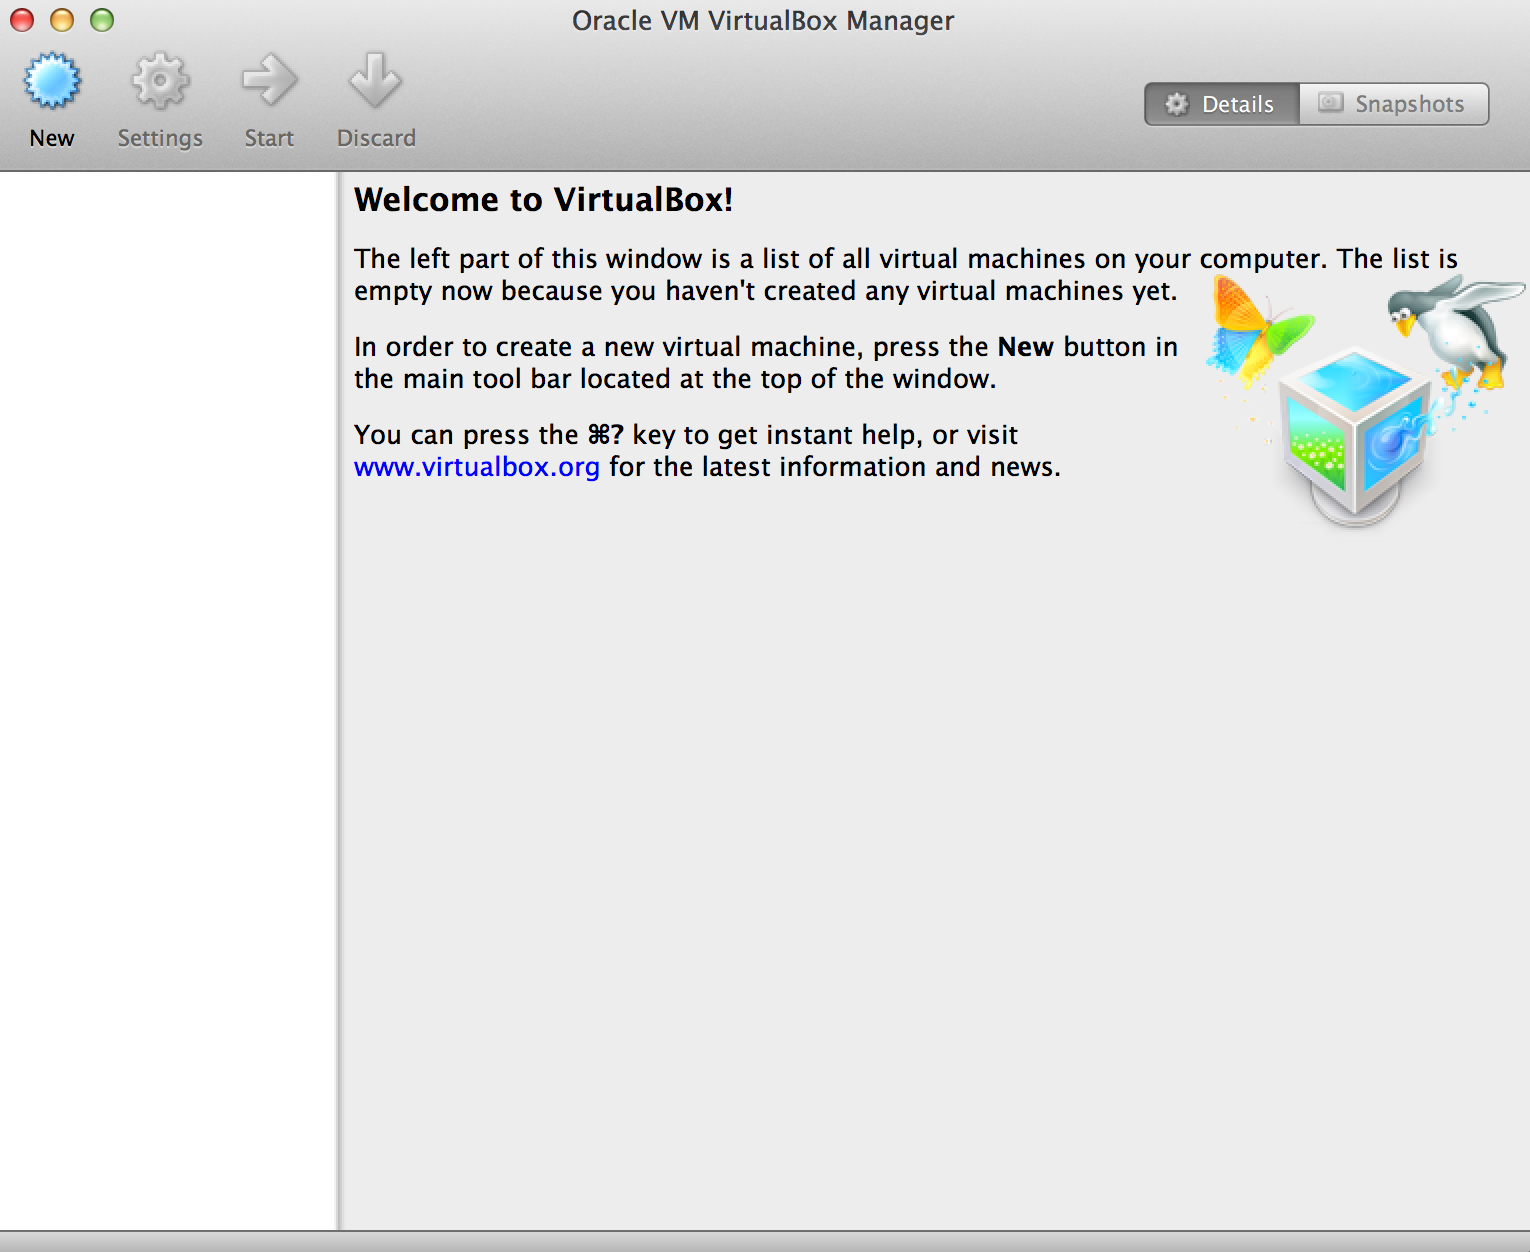 Oracle VM VirtualBox Manager
New
Settings
Start
Discard
Details
Snapshots
Welcome to VirtualBox!
The left part of this window is a list of all virtual machines on your computer. The list is
empty now because you haven't created any virtual machines yet.
In order to create a new virtual machine, press the New button in
the main tool bar located at the top of the window.
You can press the ⌘? key to get instant help, or visit
www.virtualbox.org for the latest information and news.